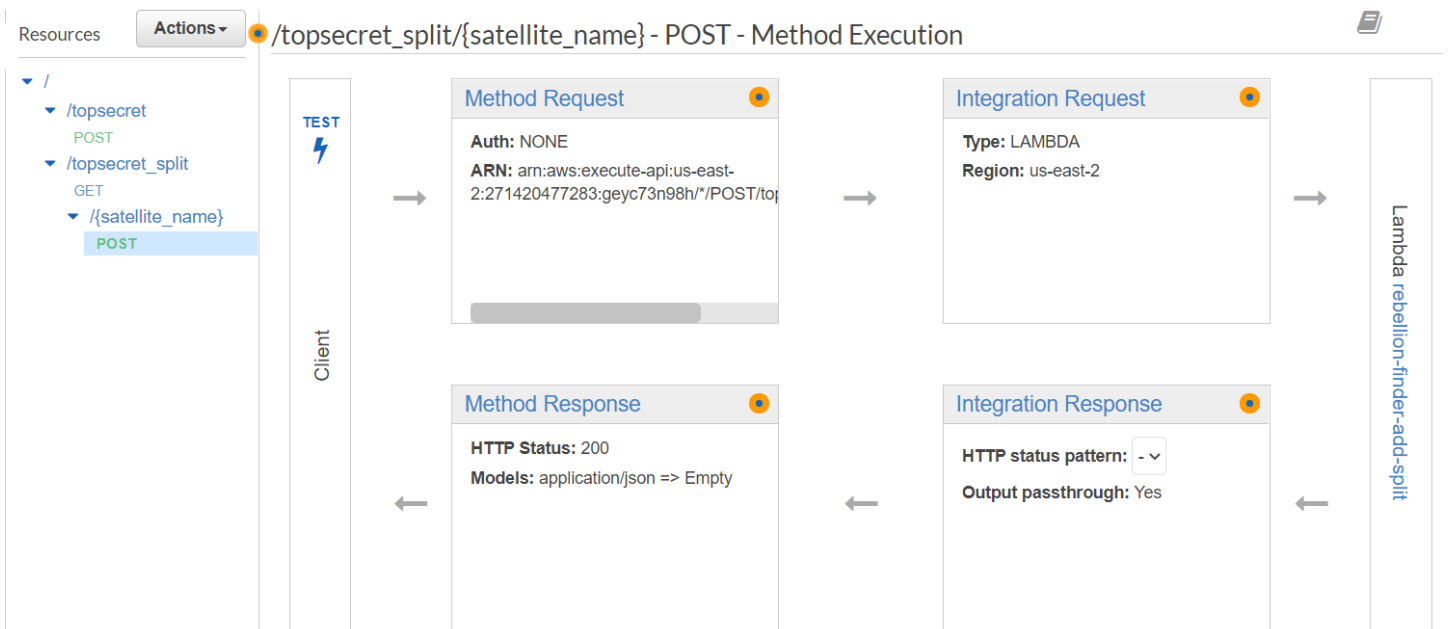 Resources
Actions
/topsecret_split/{satellite_name} - POST - Method Execution
/
/topsecret
POST
/topsecret_split
GET
/{satellite_name}
POST
TEST
Client
Method Request
Auth: NONE
ARN: arn:aws:execute-api:us-east-
2:271420477283:geyc73n98h/*/POST/top
Integration Request
Type: LAMBDA
Region: us-east-2
Lambda rebellion-finder-add-split
Method Response
HTTP Status: 200
Models: application/json => Empty
Integration Response
HTTP status pattern: -
Output passthrough: Yes